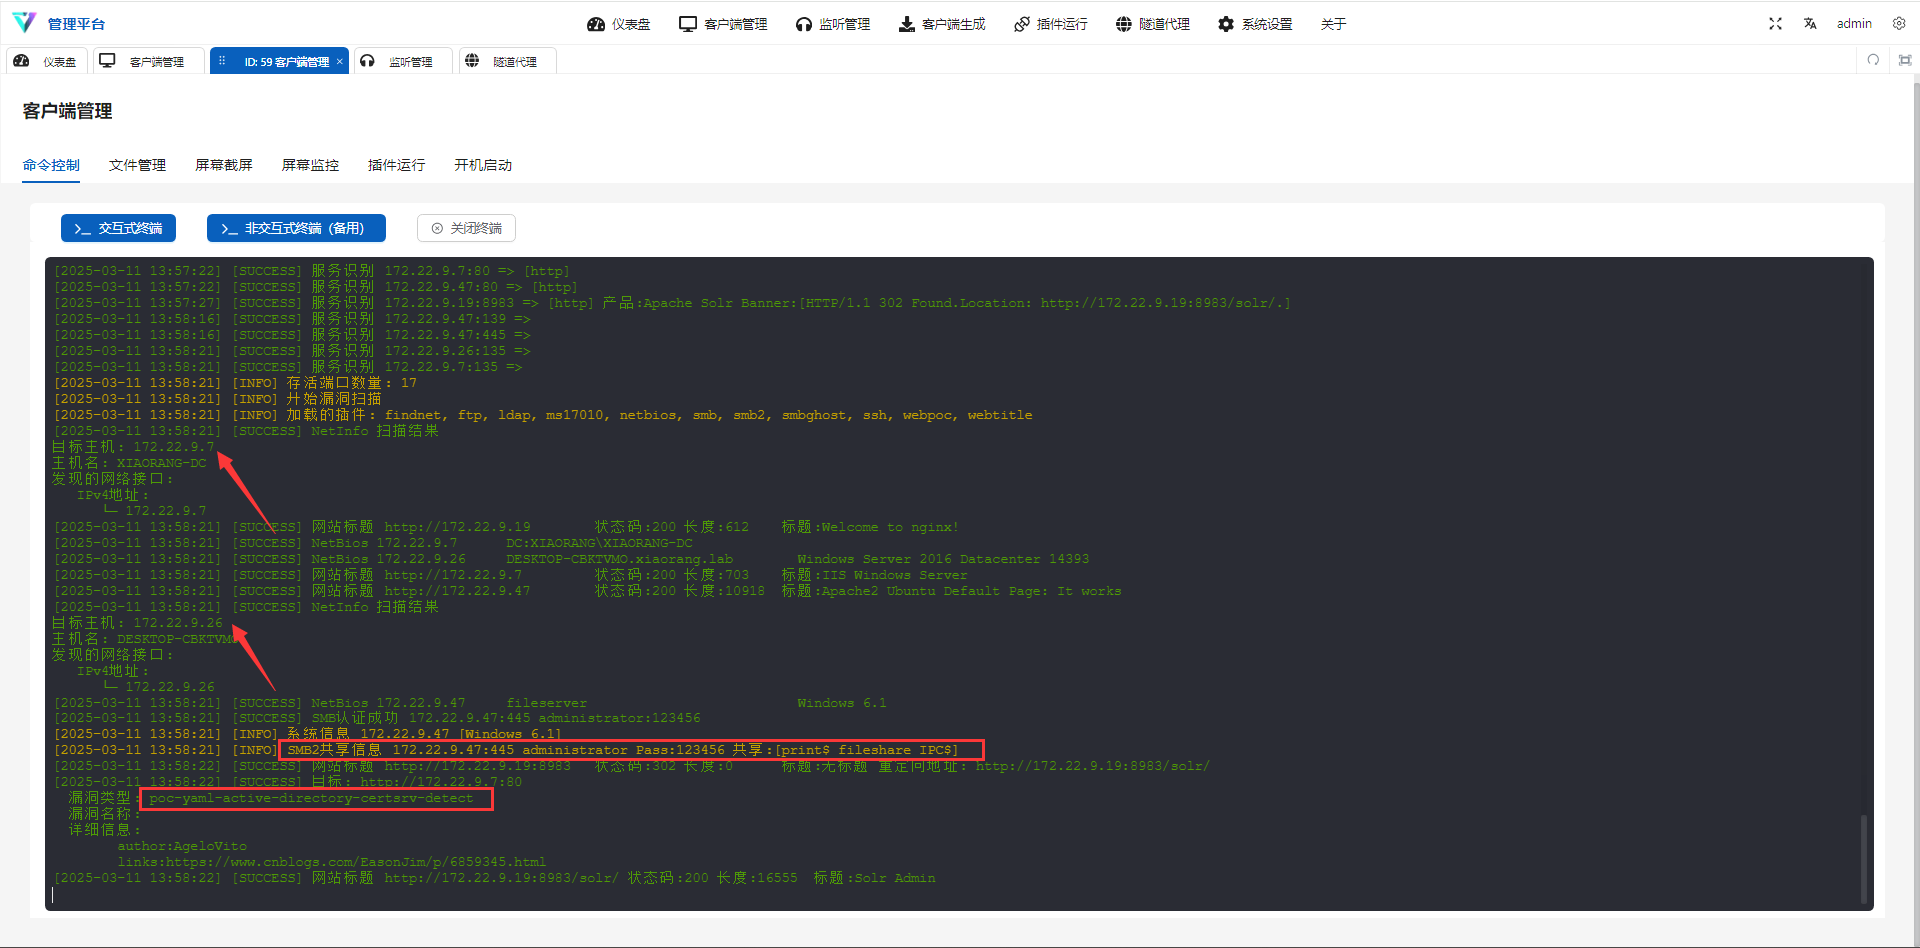 管理平台
仪表盘 客户端管理 监听管理 客户端生成 插件运行 隧道代理 系统设置 关于 admin
仪表盘 客户端管理 ID: 59 客户端管理 × 监听管理 隧道代理
客户端管理
命令控制 文件管理 屏幕截屏 屏幕监控 插件运行 开机启动
>_ 交互式终端 >_ 非交互式终端（备用） 关闭终端
[2025-03-11 13:57:22] [SUCCESS] 服务识别 172.22.9.7:80 => [http]
[2025-03-11 13:57:22] [SUCCESS] 服务识别 172.22.9.47:80 => [http]
[2025-03-11 13:57:27] [SUCCESS] 服务识别 172.22.9.19:8983 => [http] 产品:Apache Solr Banner:[HTTP/1.1 302 Found.Location: http://172.22.9.19:8983/solr/.]
[2025-03-11 13:58:16] [SUCCESS] 服务识别 172.22.9.47:139 =>
[2025-03-11 13:58:16] [SUCCESS] 服务识别 172.22.9.47:445 =>
[2025-03-11 13:58:21] [SUCCESS] 服务识别 172.22.9.26:135 =>
[2025-03-11 13:58:21] [SUCCESS] 服务识别 172.22.9.7:135 =>
[2025-03-11 13:58:21] [INFO] 存活端口数量: 17
[2025-03-11 13:58:21] [INFO] 开始漏洞扫描
[2025-03-11 13:58:21] [INFO] 加载的插件: findnet, ftp, ldap, ms17010, netbios, smb, smb2, smbghost, ssh, webpoc, webtitle
[2025-03-11 13:58:21] [SUCCESS] NetInfo 扫描结果
目标主机: 172.22.9.7
主机名: XIAORANG-DC
发现的网络接口:
IPv4地址:
└─ 172.22.9.7
[2025-03-11 13:58:21] [SUCCESS] 网站标题 http://172.22.9.19 状态码:200 长度:612 标题:Welcome to nginx!
[2025-03-11 13:58:21] [SUCCESS] NetBios 172.22.9.7 DC:XIAORANG\XIAORANG-DC
[2025-03-11 13:58:21] [SUCCESS] NetBios 172.22.9.26 DESKTOP-CBKTVMO.xiaorang.lab Windows Server 2016 Datacenter 14393
[2025-03-11 13:58:21] [SUCCESS] 网站标题 http://172.22.9.7 状态码:200 长度:703 标题:IIS Windows Server
[2025-03-11 13:58:21] [SUCCESS] 网站标题 http://172.22.9.47 状态码:200 长度:10918 标题:Apache2 Ubuntu Default Page: It works
[2025-03-11 13:58:21] [SUCCESS] NetInfo 扫描结果
目标主机: 172.22.9.26
主机名: DESKTOP-CBKTVMO
发现的网络接口:
IPv4地址:
└─ 172.22.9.26
[2025-03-11 13:58:21] [SUCCESS] NetBios 172.22.9.47 fileserver Windows 6.1
[2025-03-11 13:58:21] [SUCCESS] SMB认证成功 172.22.9.47:445 administrator:123456
[2025-03-11 13:58:21] [INFO] 系统信息 172.22.9.47 [Windows 6.1]
[2025-03-11 13:58:21] [INFO] SMB2共享信息 172.22.9.47:445 administrator Pass:123456 共享:[print$ fileshare IPC$]
[2025-03-11 13:58:22] [SUCCESS] 网站标题 http://172.22.9.19:8983 状态码:302 长度:0 标题:无标题 重定向地址: http://172.22.9.19:8983/solr/
[2025-03-11 13:58:22] [SUCCESS] 目标: http://172.22.9.7:80
漏洞类型: poc-yaml-active-directory-certsrv-detect
漏洞名称:
详细信息:
author:AgeloVito
links:https://www.cnblogs.com/EasonJim/p/6859345.html
[2025-03-11 13:58:22] [SUCCESS] 网站标题 http://172.22.9.19:8983/solr/ 状态码:200 长度:16555 标题:Solr Admin